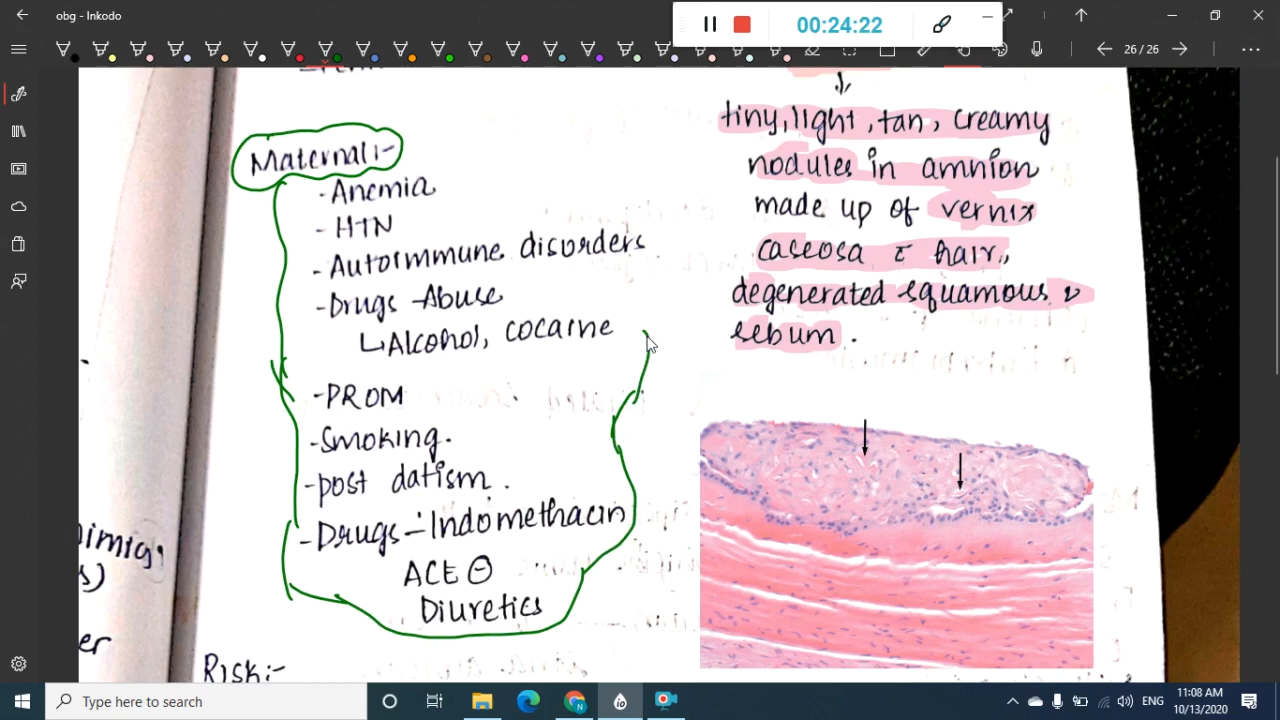 obg - Inkodo
00:24:22
26 / 26
Maternal:-
- Anemia
- HTN
- Autoimmune disorders
- Drugs Abuse
↳ Alcohol, cocaine
- PROM
- Smoking.
- post datism.
- Drugs - Indomethacin
ACE ⊖
Diuretics
Risk:-
tiny, light, tan, creamy
nodules in amnion
made up of vernix
caseosa c̄ hair,
degenerated squamous &
sebum.
Type here to search
ENG
11:08 AM
10/13/2020